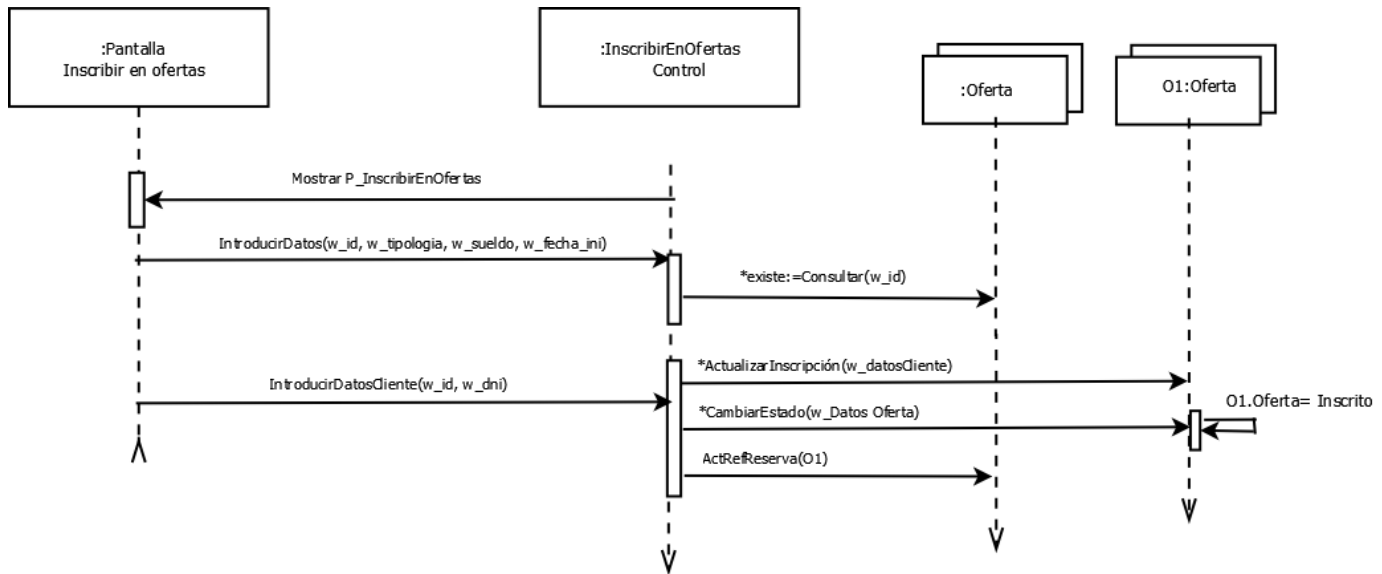 :Pantalla
Inscribir en ofertas
:InscribirEnOfertas
Control
:Oferta
O1:Oferta
Mostrar P_InscribirEnOfertas
IntroducirDatos(w_id, w_tipologia, w_sueldo, w_fecha_ini)
*existe:=Consultar(w_id)
*ActualizarInscripción(w_datosCliente)
IntroducirDatosCliente(w_id, w_dni)
O1.Oferta= Inscrito
*CambiarEstado(w_Datos Oferta)
ActRefReserva(O1)